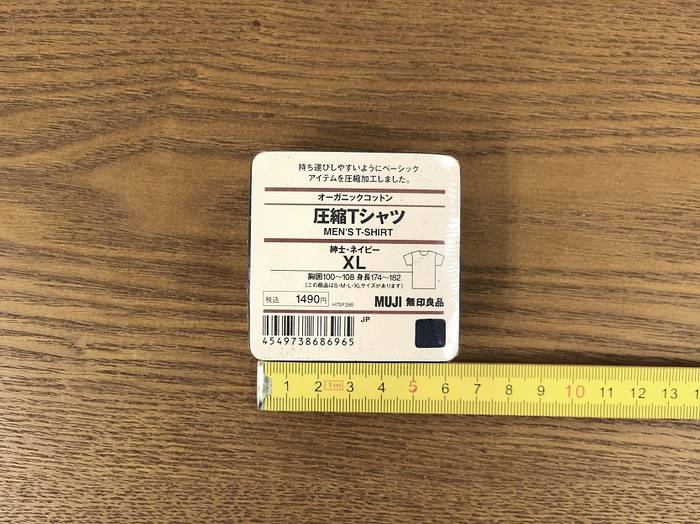 持ち運びしやすいようにベーシック
アイテムを圧縮加工しました。
オーガニックコットン
圧縮Tシャツ
MEN'S T-SHIRT
紳士・ネイビー
XL
胸囲100～108 身長174～182
(この商品はS・M・L・XLサイズがあります)
税込 1490円
MUJI 無印良品
JP
4549738686965
1 2 1m 3 4 5 6 7 8 9 10 11 12 13